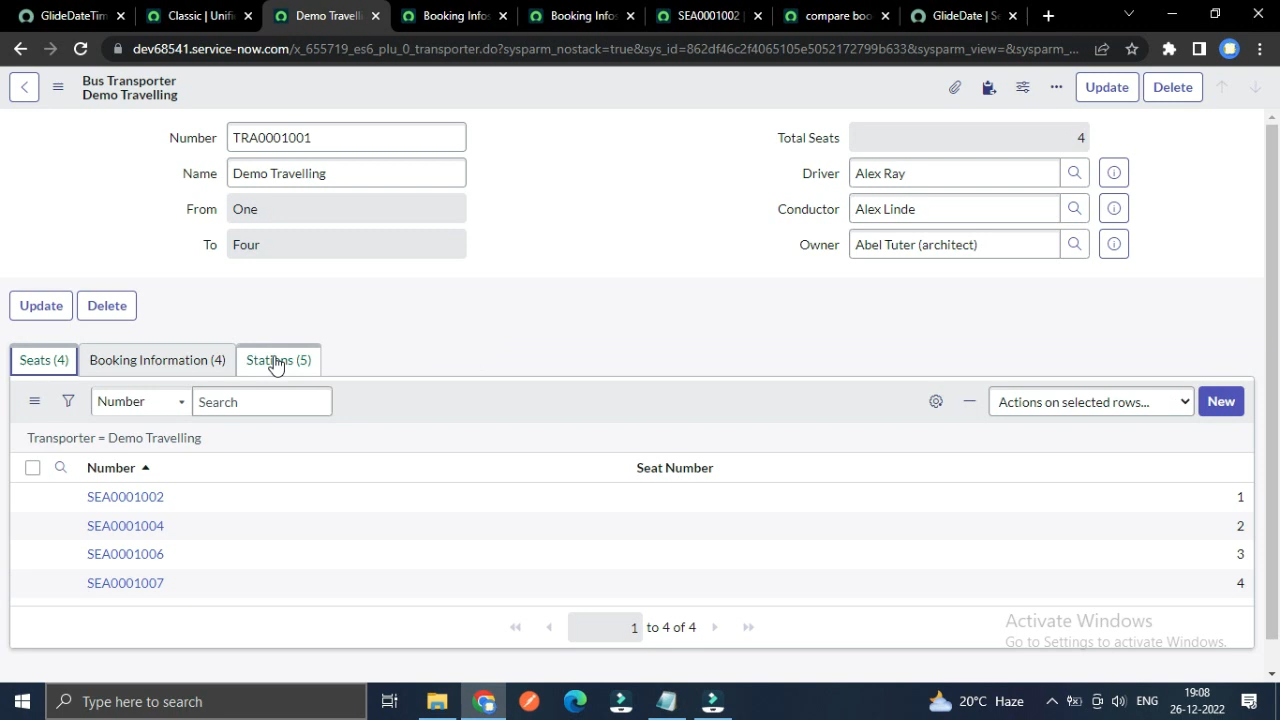 GlideDateTim
Classic | Unifi
Demo Travelli
Booking Infos
Booking Infos
SEA0001002 |
compare boo
GlideDate | Se
dev68541.service-now.com/x_655719_es6_plu_0_transporter.do?sysparm_nostack=true&sys_id=862df46c2f4065105e5052172799b633&sysparm_view=&sysparm_...
Bus Transporter
Demo Travelling
Update
Delete
Number TRA0001001
Name Demo Travelling
From One
To Four
Total Seats 4
Driver Alex Ray
Conductor Alex Linde
Owner Abel Tuter (architect)
Update
Delete
Seats (4)
Booking Information (4)
Stations (5)
Number
Search
Actions on selected rows...
New
Transporter = Demo Travelling
Number Seat Number
SEA0001002 1
SEA0001004 2
SEA0001006 3
SEA0001007 4
1 to 4 of 4
Activate Windows
Go to Settings to activate Windows.
Type here to search
20°C Haze
ENG
19:08
26-12-2022